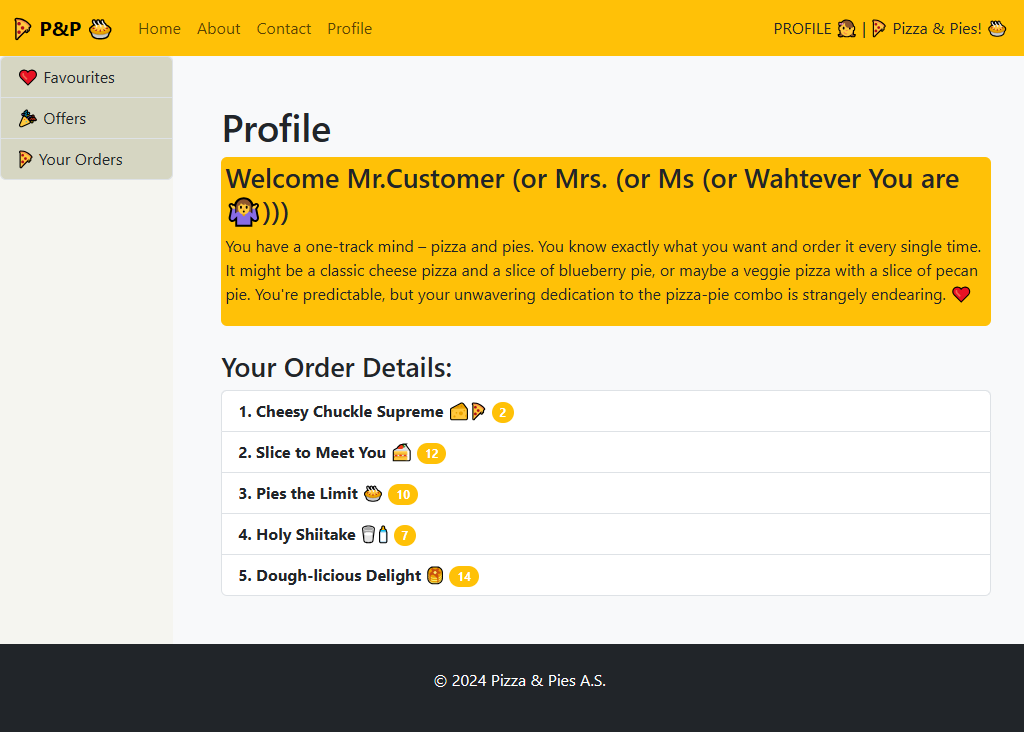 🍕 P&P 🥧 Home About Contact Profile PROFILE 👩 | 🍕 Pizza & Pies! 🥧
❤️ Favourites
🎉 Offers
🍕 Your Orders
Profile
Welcome Mr.Customer (or Mrs. (or Ms (or Wahtever You are
🤷‍♀️)))
You have a one-track mind – pizza and pies. You know exactly what you want and order it every single time.
It might be a classic cheese pizza and a slice of blueberry pie, or maybe a veggie pizza with a slice of pecan
pie. You're predictable, but your unwavering dedication to the pizza-pie combo is strangely endearing. ❤️
Your Order Details:
1. Cheesy Chuckle Supreme 🧀🍕 2
2. Slice to Meet You 🍰 12
3. Pies the Limit 🥧 10
4. Holy Shiitake 🥛🍼 7
5. Dough-licious Delight 🥞 14
© 2024 Pizza & Pies A.S.